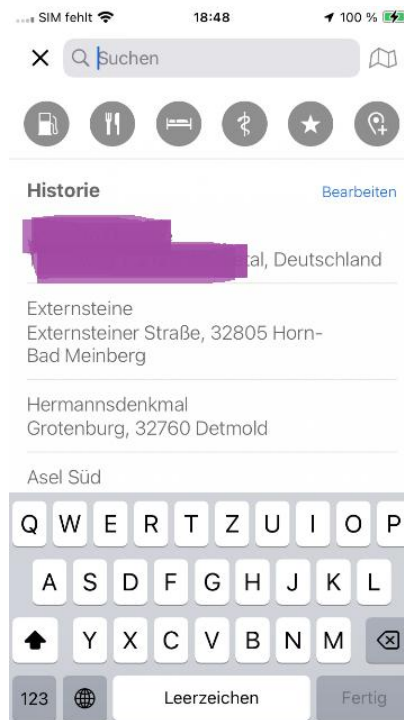 SIM fehlt 18:48 100 %
Suchen
Historie Bearbeiten
tal, Deutschland
Externsteine
Externsteiner Straße, 32805 Horn-
Bad Meinberg
Hermannsdenkmal
Grotenburg, 32760 Detmold
Asel Süd
Q W E R T Z U I O P
A S D F G H J K L
Y X C V B N M
123 Leerzeichen Fertig